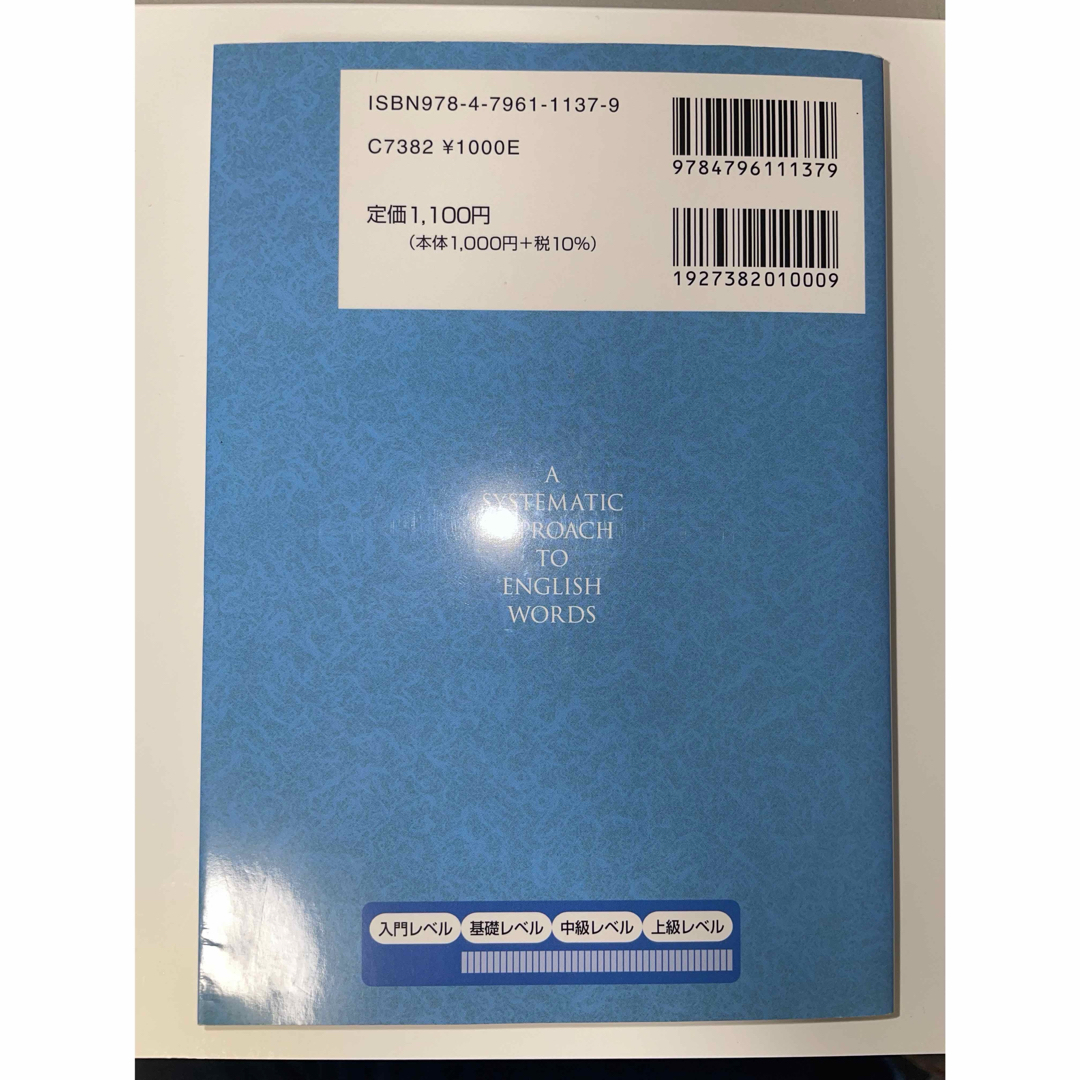 ISBN978-4-7961-1137-9
C7382 ¥1000E
9784796111379
定価1,100円
（本体1,000円＋税10%）
1927382010009
A
SYSTEMATIC
APPROACH
TO
ENGLISH
WORDS
入門レベル 基礎レベル 中級レベル 上級レベル